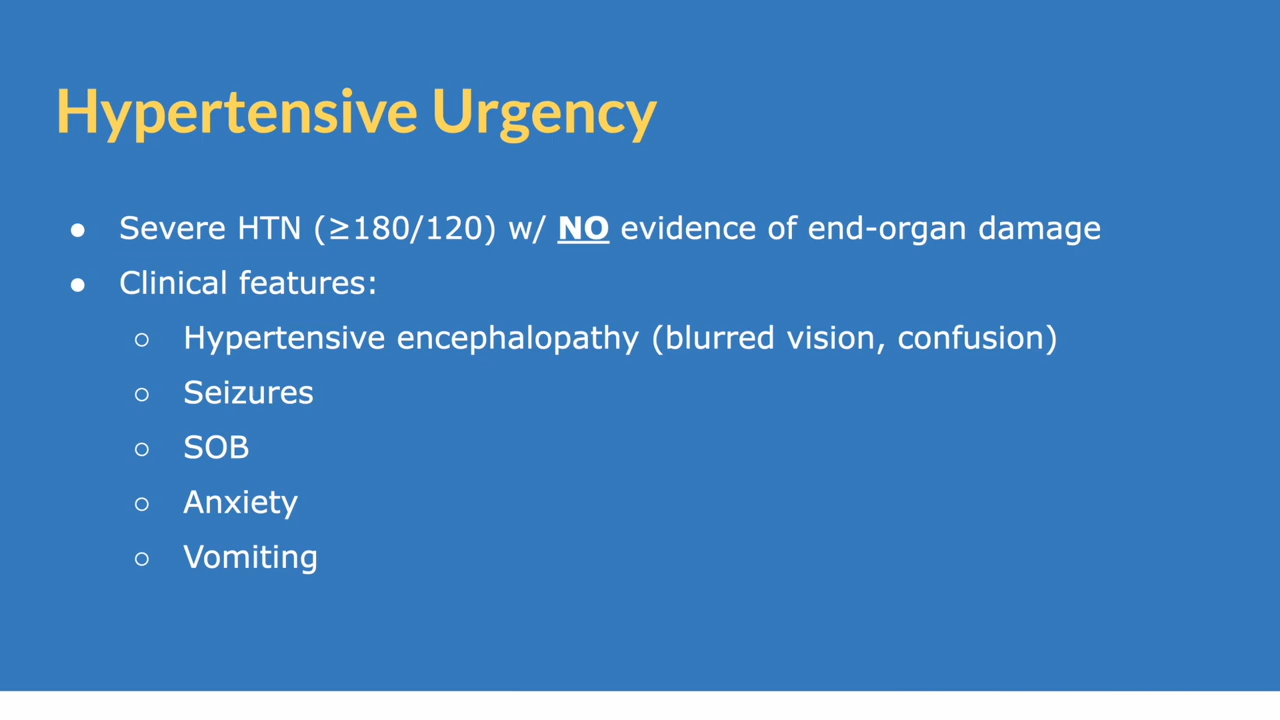 Hypertensive Urgency
● Severe HTN (≥180/120) w/ NO evidence of end-organ damage
● Clinical features:
○ Hypertensive encephalopathy (blurred vision, confusion)
○ Seizures
○ SOB
○ Anxiety
○ Vomiting